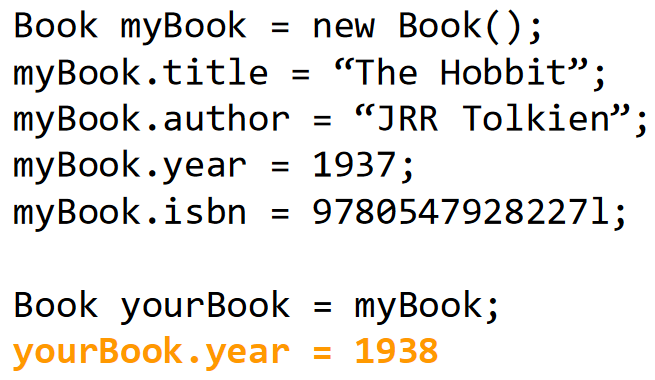 Book myBook = new Book();
myBook.title = “The Hobbit”;
myBook.author = “JRR Tolkien”;
myBook.year = 1937;
myBook.isbn = 9780547928227l;
Book yourBook = myBook;
yourBook.year = 1938